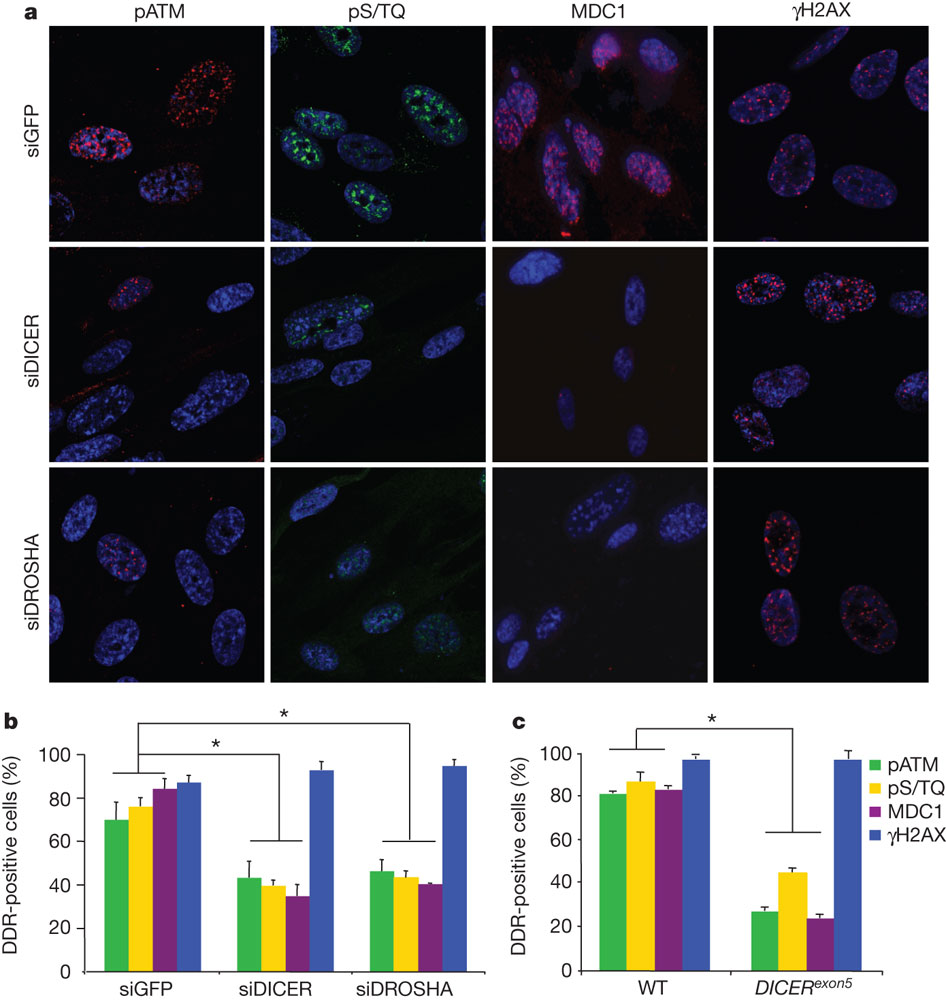 a
pATM pS/TQ MDC1 γH2AX
siGFP
siDICER
siDROSHA
b
DDR-positive cells (%)
100
80
60
40
20
0
*
*
siGFP siDICER siDROSHA
c
DDR-positive cells (%)
100
80
60
40
20
0
*
WT DICERexon5
pATM
pS/TQ
MDC1
γH2AX